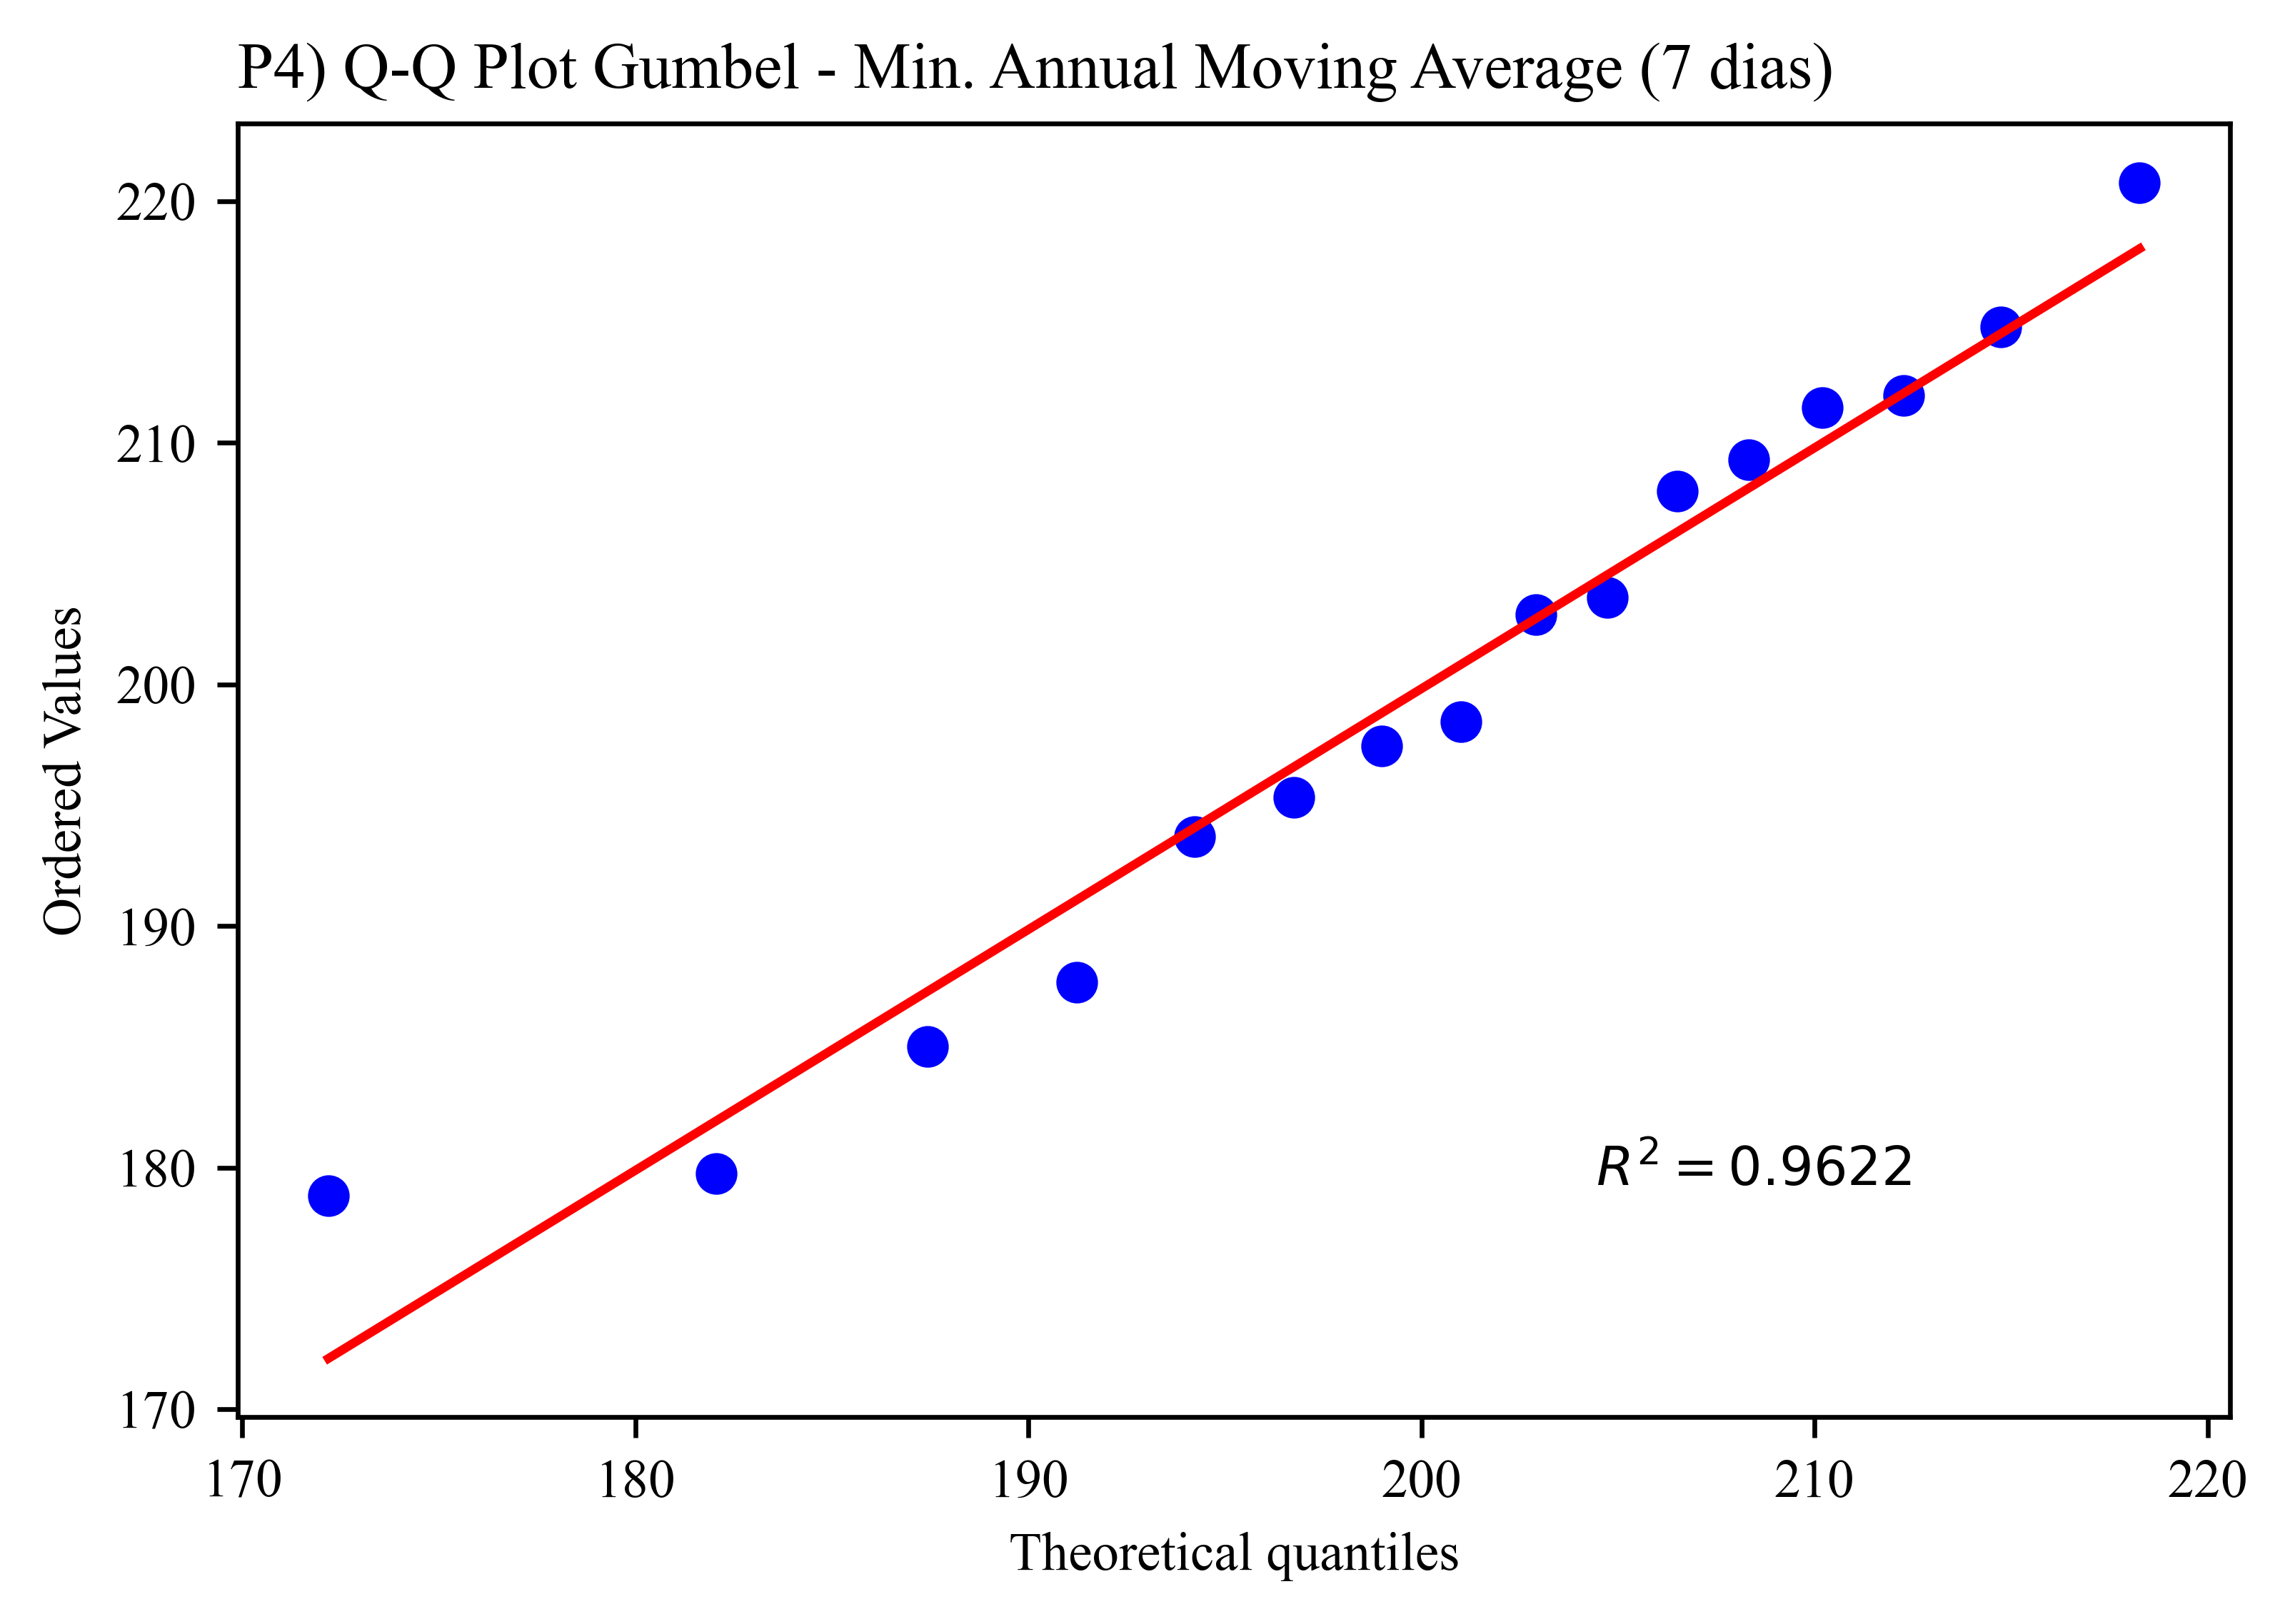 P4) Q-Q Plot Gumbel - Min. Annual Moving Average (7 dias)
220
210
200
190
180
170
Ordered Values
R² = 0.9622
170 180 190 200 210 220
Theoretical quantiles